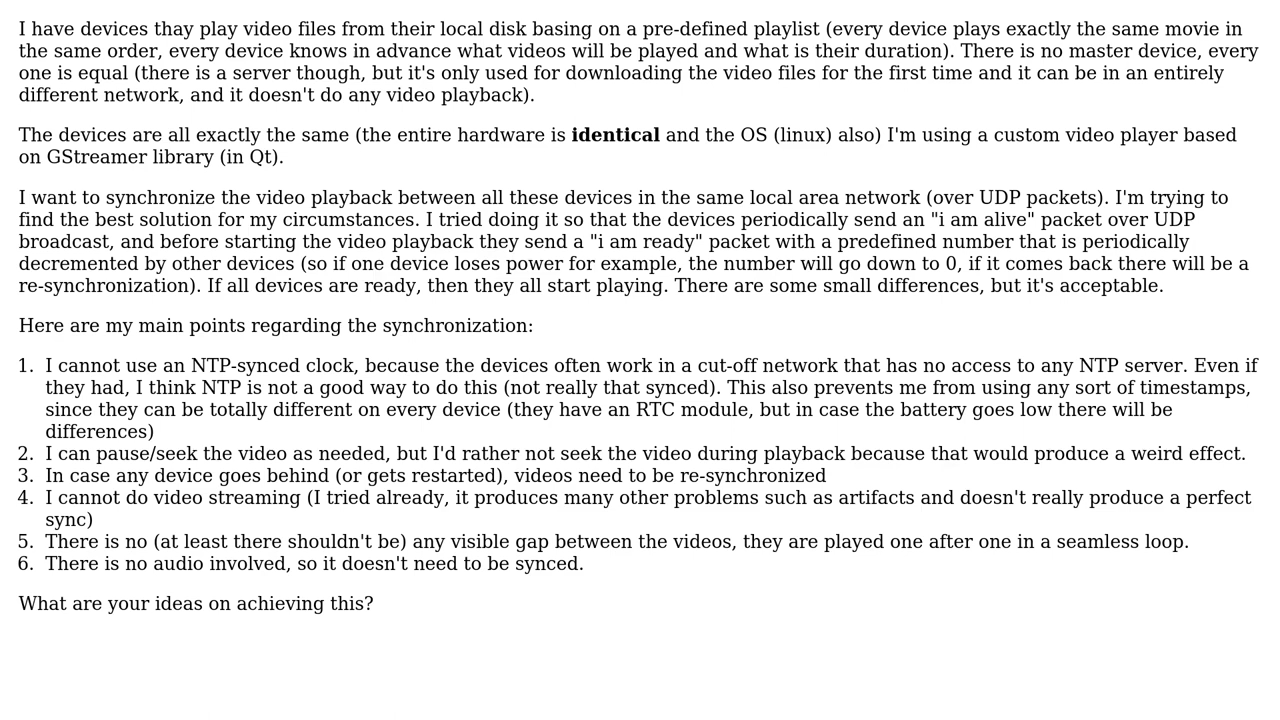 I have devices thay play video files from their local disk basing on a pre-defined playlist (every device plays exactly the same movie in
the same order, every device knows in advance what videos will be played and what is their duration). There is no master device, every
one is equal (there is a server though, but it's only used for downloading the video files for the first time and it can be in an entirely
different network, and it doesn't do any video playback).
The devices are all exactly the same (the entire hardware is identical and the OS (linux) also) I'm using a custom video player based
on GStreamer library (in Qt).
I want to synchronize the video playback between all these devices in the same local area network (over UDP packets). I'm trying to
find the best solution for my circumstances. I tried doing it so that the devices periodically send an "i am alive" packet over UDP
broadcast, and before starting the video playback they send a "i am ready" packet with a predefined number that is periodically
decremented by other devices (so if one device loses power for example, the number will go down to 0, if it comes back there will be a
re-synchronization). If all devices are ready, then they all start playing. There are some small differences, but it's acceptable.
Here are my main points regarding the synchronization:
1. I cannot use an NTP-synced clock, because the devices often work in a cut-off network that has no access to any NTP server. Even if
they had, I think NTP is not a good way to do this (not really that synced). This also prevents me from using any sort of timestamps,
since they can be totally different on every device (they have an RTC module, but in case the battery goes low there will be
differences)
2. I can pause/seek the video as needed, but I'd rather not seek the video during playback because that would produce a weird effect.
3. In case any device goes behind (or gets restarted), videos need to be re-synchronized
4. I cannot do video streaming (I tried already, it produces many other problems such as artifacts and doesn't really produce a perfect
sync)
5. There is no (at least there shouldn't be) any visible gap between the videos, they are played one after one in a seamless loop.
6. There is no audio involved, so it doesn't need to be synced.
What are your ideas on achieving this?